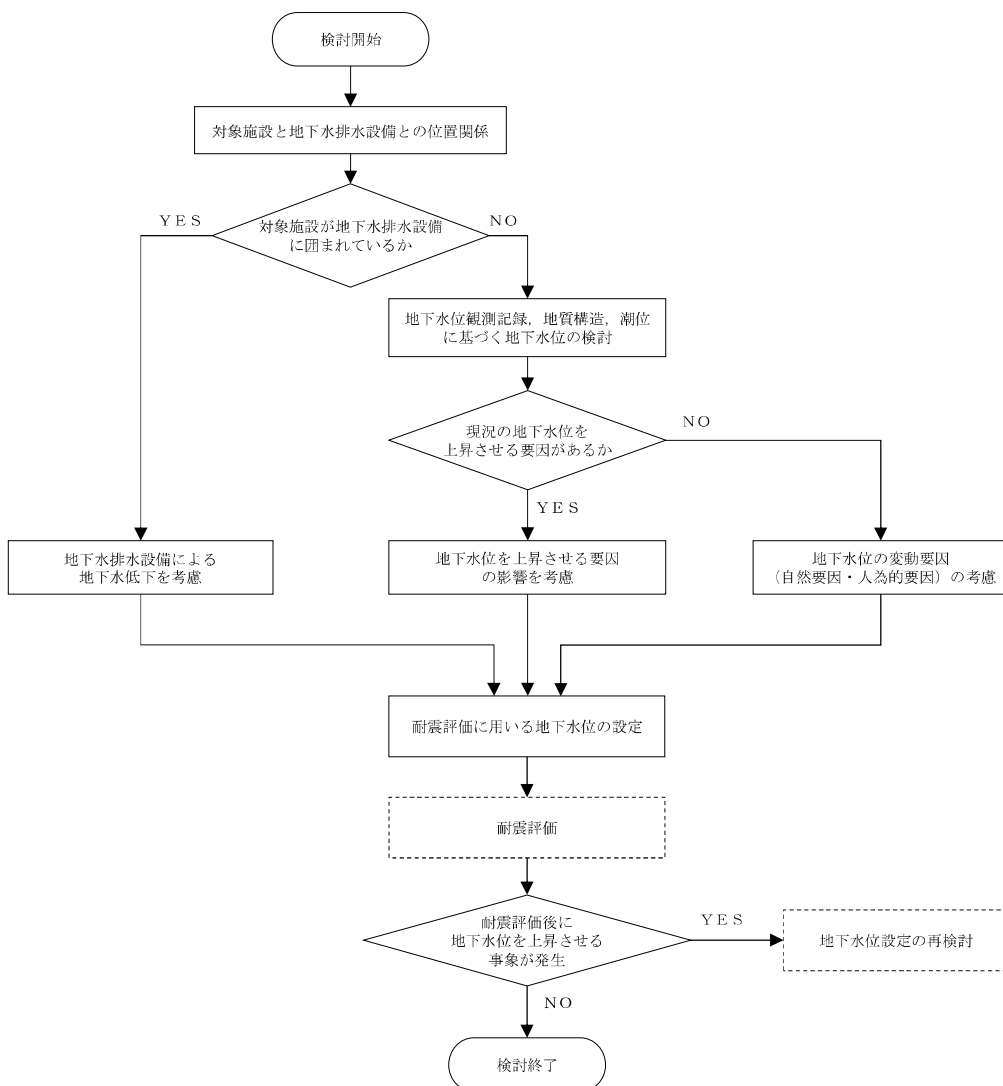 検討開始
対象施設と地下水排水設備との位置関係
対象施設が地下水排水設備
に囲まれているか
ＹＥＳ
ＮＯ
地下水位観測記録，地質構造，潮位
に基づく地下水位の検討
現況の地下水位を
上昇させる要因があるか
ＮＯ
ＹＥＳ
地下水排水設備による
地下水低下を考慮
地下水位を上昇させる要因
の影響を考慮
地下水位の変動要因
（自然要因・人為的要因）の考慮
耐震評価に用いる地下水位の設定
耐震評価
耐震評価後に
地下水位を上昇させる
事象が発生
ＹＥＳ
地下水位設定の再検討
ＮＯ
検討終了